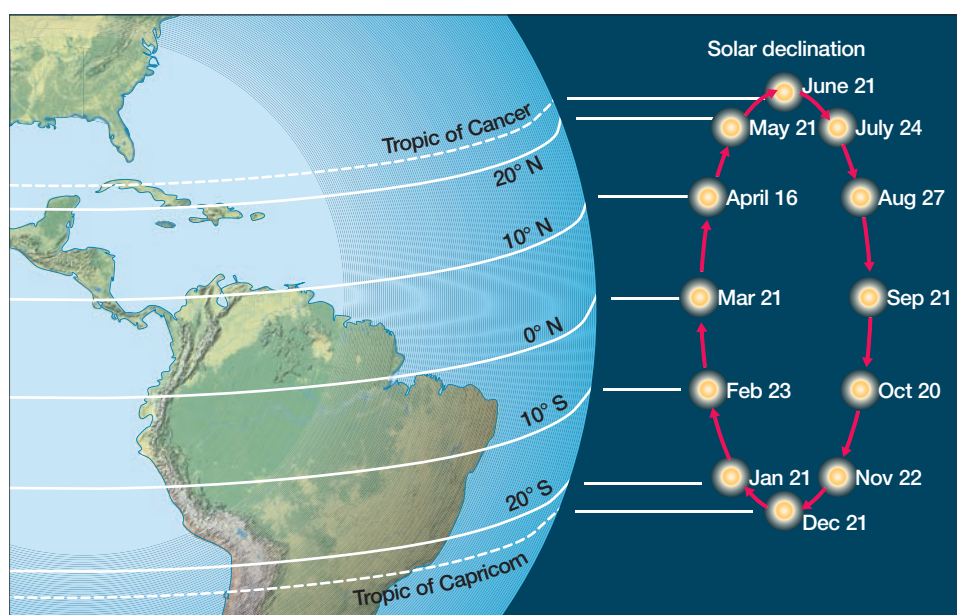 Solar declination
June 21
May 21
July 24
April 16
Aug 27
Mar 21
Sep 21
Feb 23
Oct 20
Jan 21
Nov 22
Dec 21
Tropic of Cancer
20° N
10° N
0° N
10° S
20° S
Tropic of Capricorn